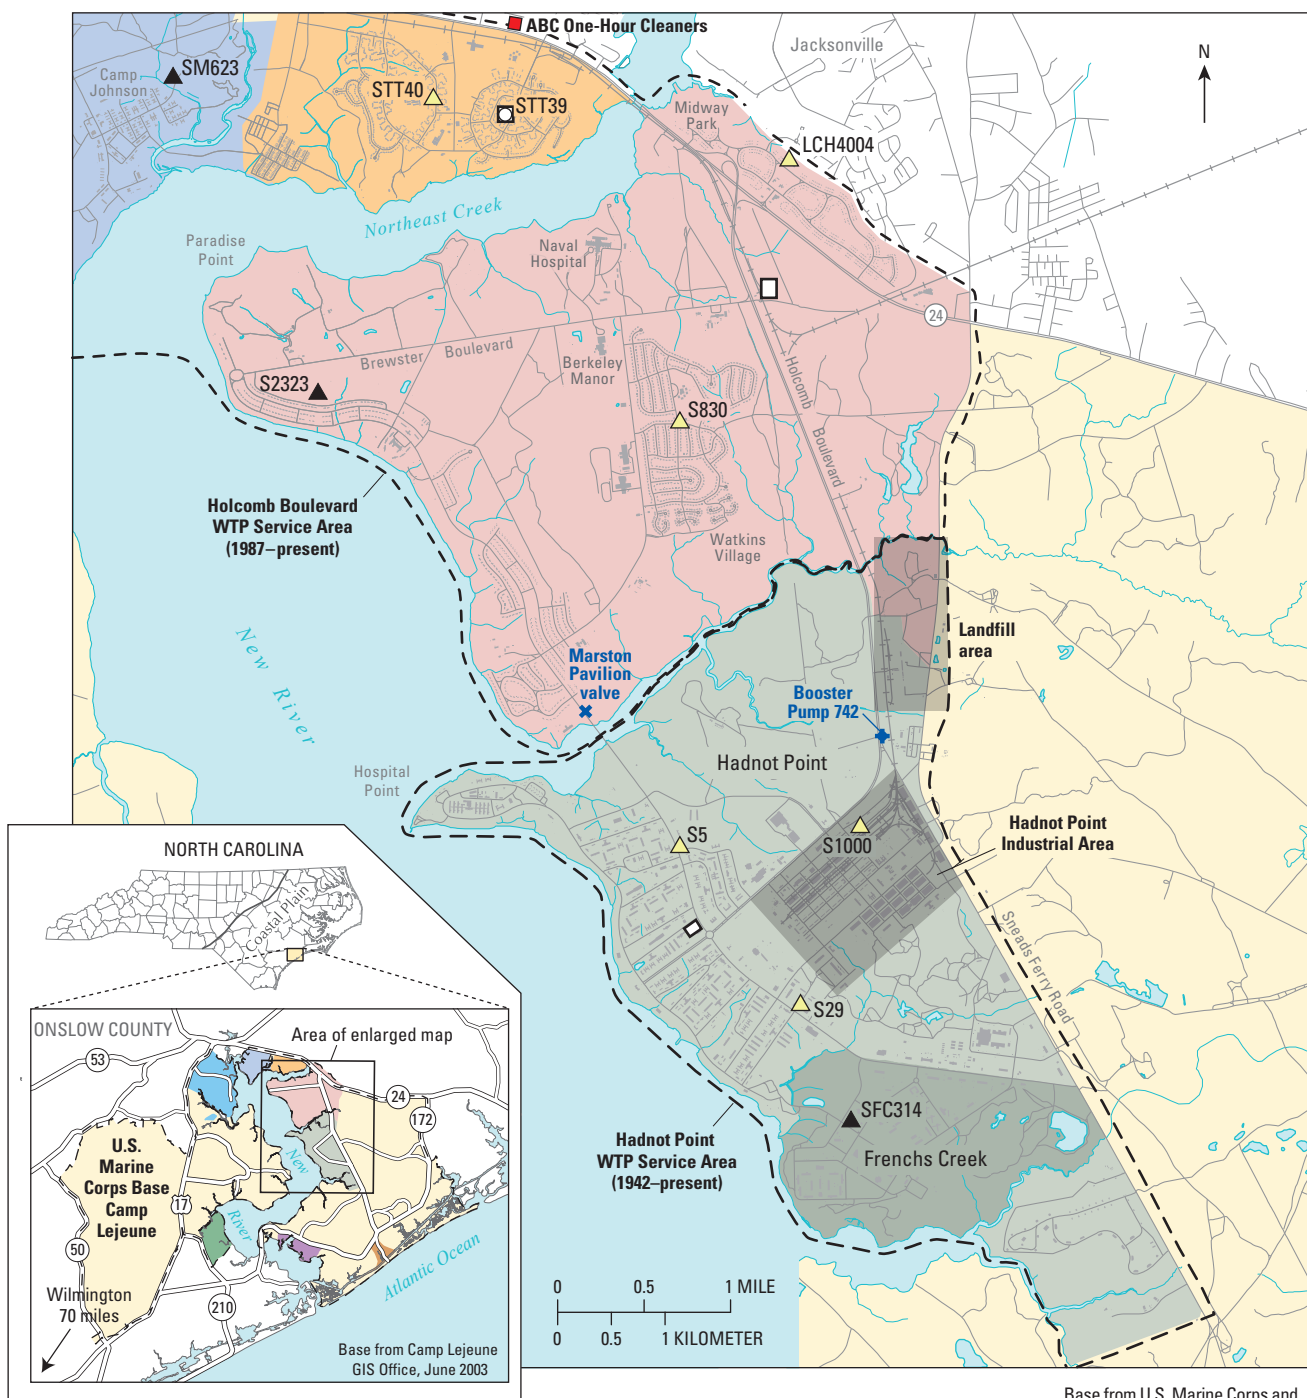 ABC One-Hour Cleaners
Jacksonville
N
SM623
Camp
Johnson
STT40
STT39
Midway
Park
LCH4004
Northeast Creek
Paradise
Point
Naval
Hospital
24
Brewster Boulevard
Berkeley
Manor
Holcomb Boulevard
S2323
S830
Holcomb Boulevard
WTP Service Area
(1987–present)
Watkins
Village
New River
Landfill
area
Marston
Pavilion
valve
Booster
Pump 742
Hadnot Point
Hospital
Point
S5
S1000
Hadnot Point
Industrial Area
Sneads Ferry Road
S29
SFC314
Frenchs Creek
Hadnot Point
WTP Service Area
(1942–present)
0 0.5 1 MILE
0 0.5 1 KILOMETER
NORTH CAROLINA
Coastal Plain
ONSLOW COUNTY
Area of enlarged map
53
24
172
U.S.
Marine
Corps Base
Camp
Lejeune
New
River
17
50
210
Wilmington
70 miles
Atlantic Ocean
Base from Camp Lejeune
GIS Office, June 2003
Base from U.S. Marine Corps and